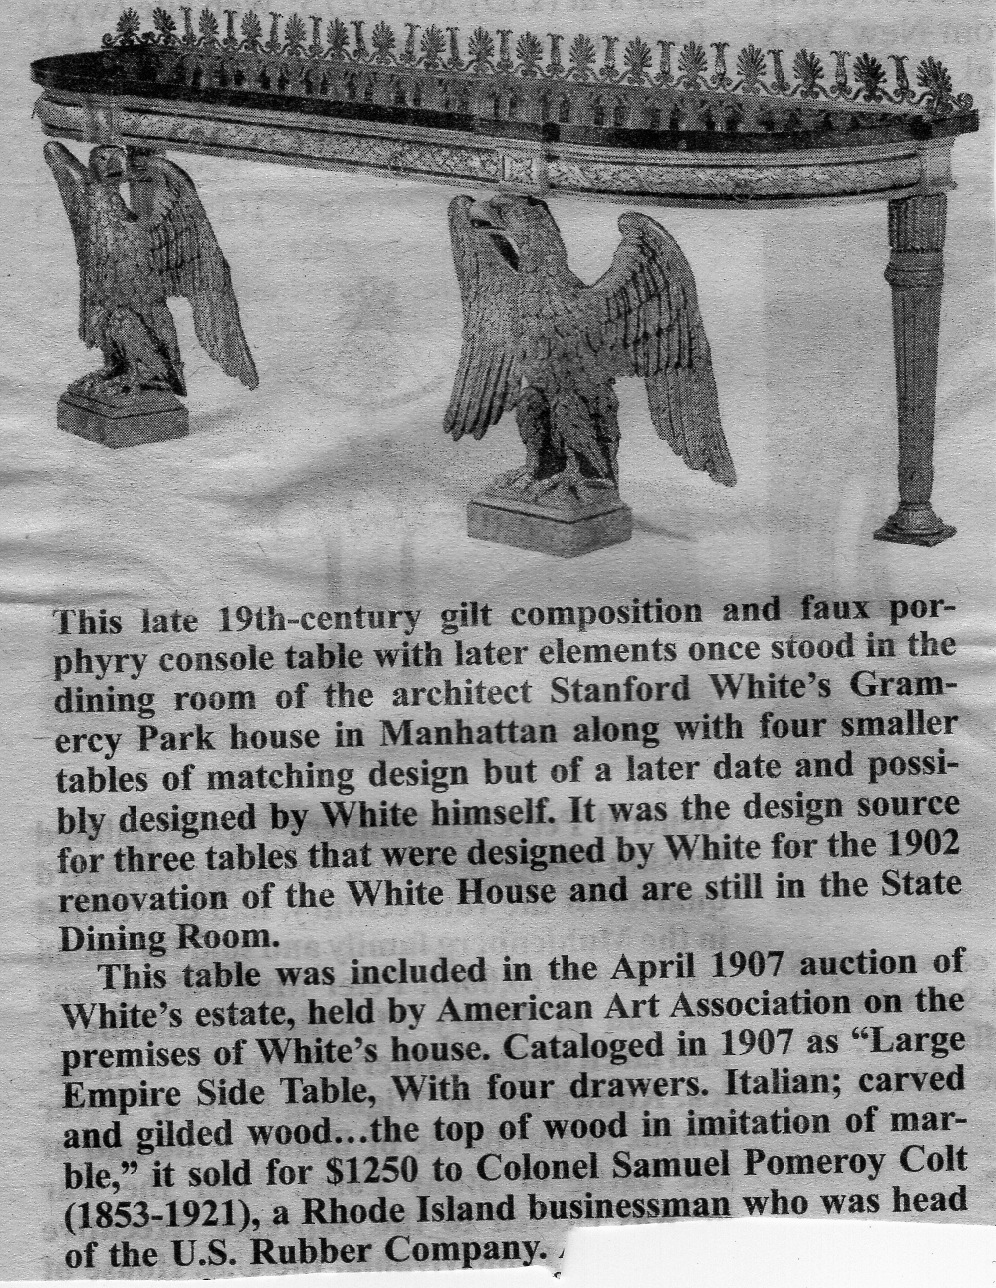 This late 19th-century gilt composition and faux por-
phyry console table with later elements once stood in the
dining room of the architect Stanford White's Gram-
ercy Park house in Manhattan along with four smaller
tables of matching design but of a later date and possi-
bly designed by White himself. It was the design source
for three tables that were designed by White for the 1902
renovation of the White House and are still in the State
Dining Room.
This table was included in the April 1907 auction of
White's estate, held by American Art Association on the
premises of White's house. Cataloged in 1907 as “Large
Empire Side Table, With four drawers. Italian; carved
and gilded wood...the top of wood in imitation of mar-
ble,” it sold for $1250 to Colonel Samuel Pomeroy Colt
(1853-1921), a Rhode Island businessman who was head
of the U.S. Rubber Company.